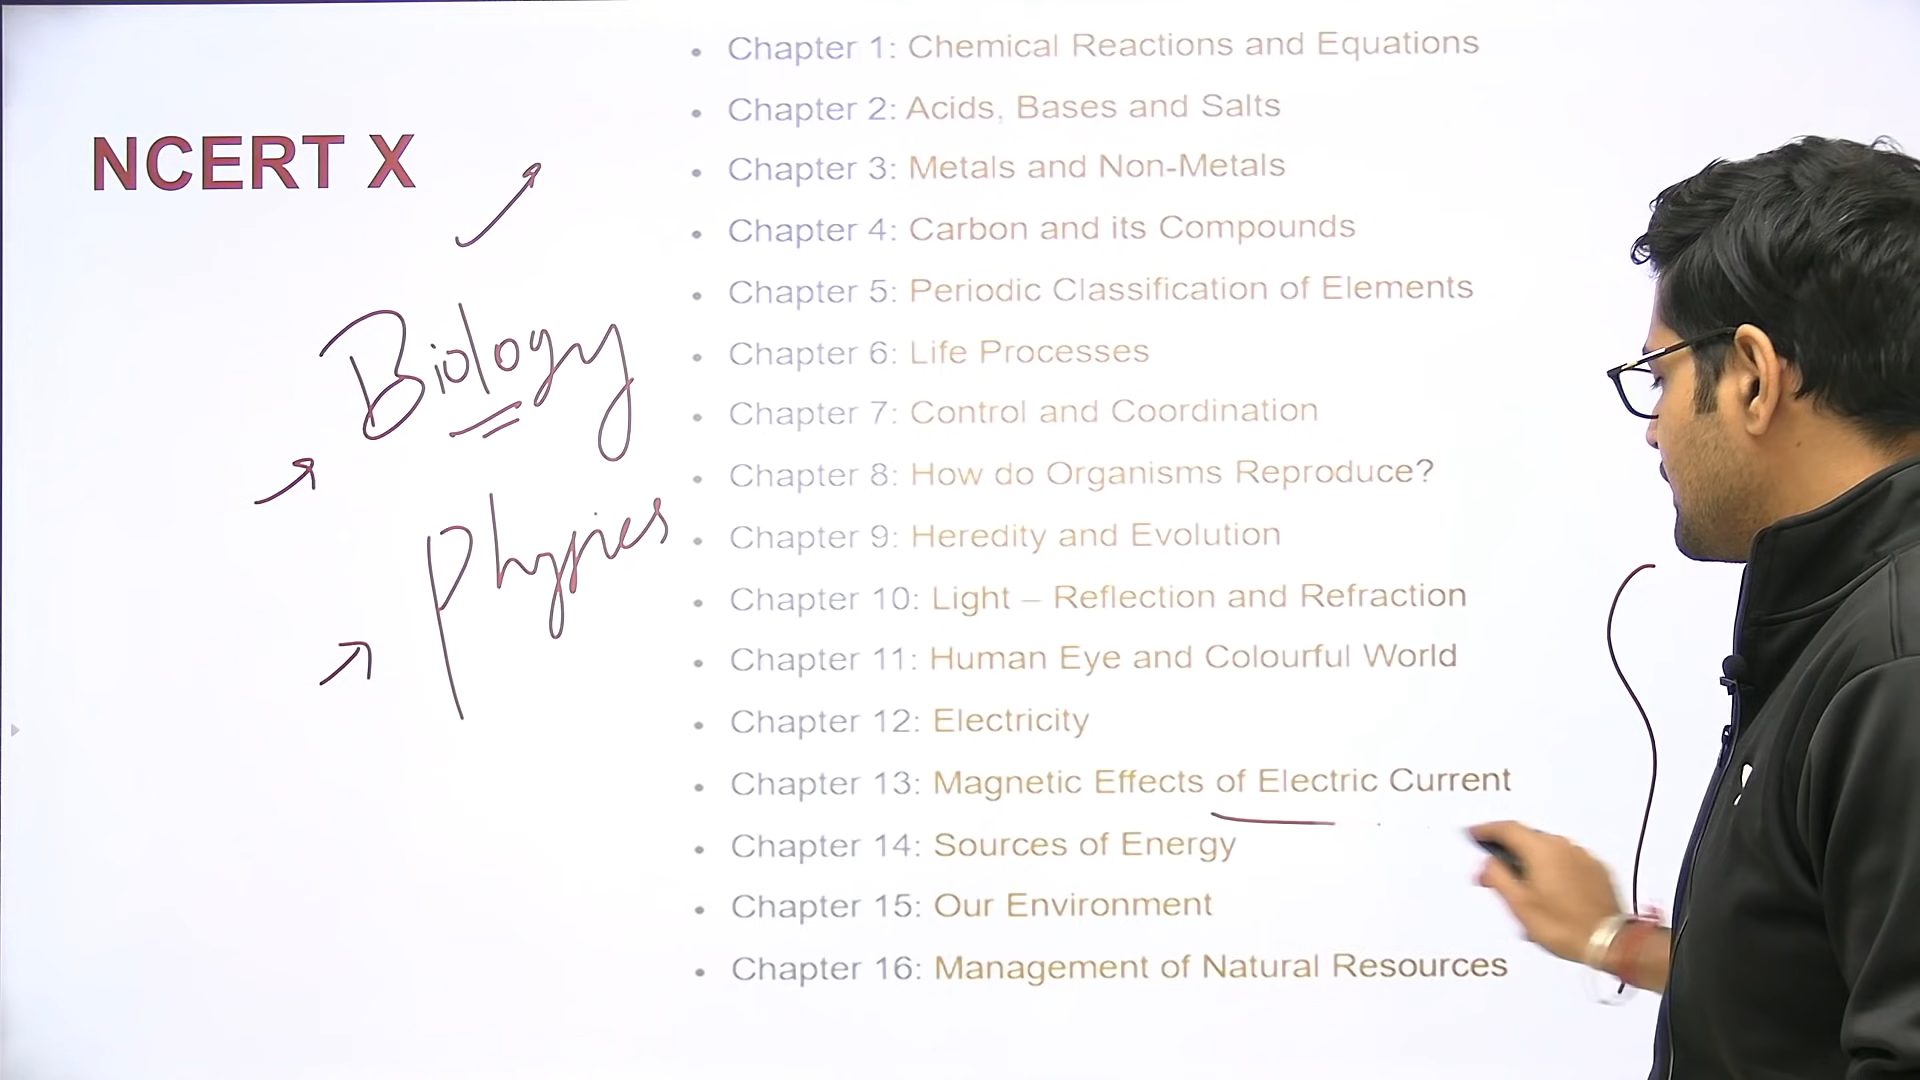 NCERT X
Biology
Physics
• Chapter 1: Chemical Reactions and Equations
• Chapter 2: Acids, Bases and Salts
• Chapter 3: Metals and Non-Metals
• Chapter 4: Carbon and its Compounds
• Chapter 5: Periodic Classification of Elements
• Chapter 6: Life Processes
• Chapter 7: Control and Coordination
• Chapter 8: How do Organisms Reproduce?
• Chapter 9: Heredity and Evolution
• Chapter 10: Light – Reflection and Refraction
• Chapter 11: Human Eye and Colourful World
• Chapter 12: Electricity
• Chapter 13: Magnetic Effects of Electric Current
• Chapter 14: Sources of Energy
• Chapter 15: Our Environment
• Chapter 16: Management of Natural Resources